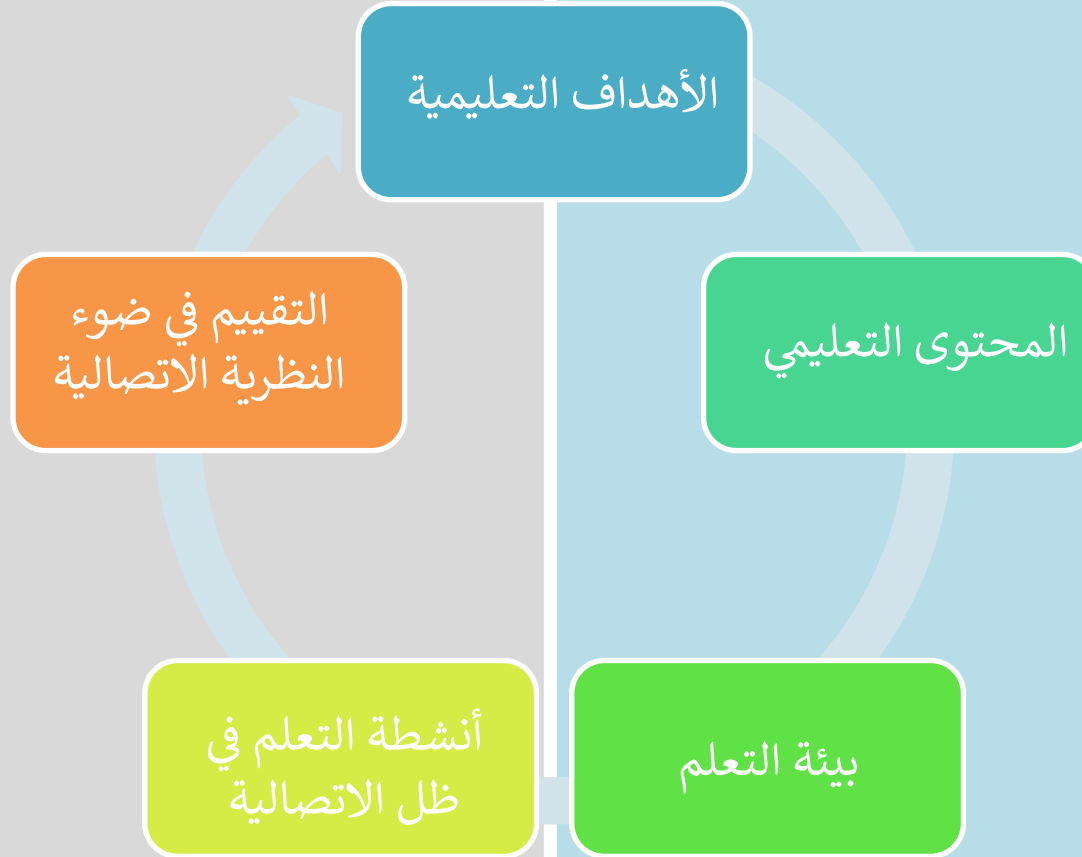 الأهداف التعليمية
المحتوى التعليمي
بيئة التعلم
أنشطة التعلم في
ظل الاتصالية
التقييم في ضوء
النظرية الاتصالية